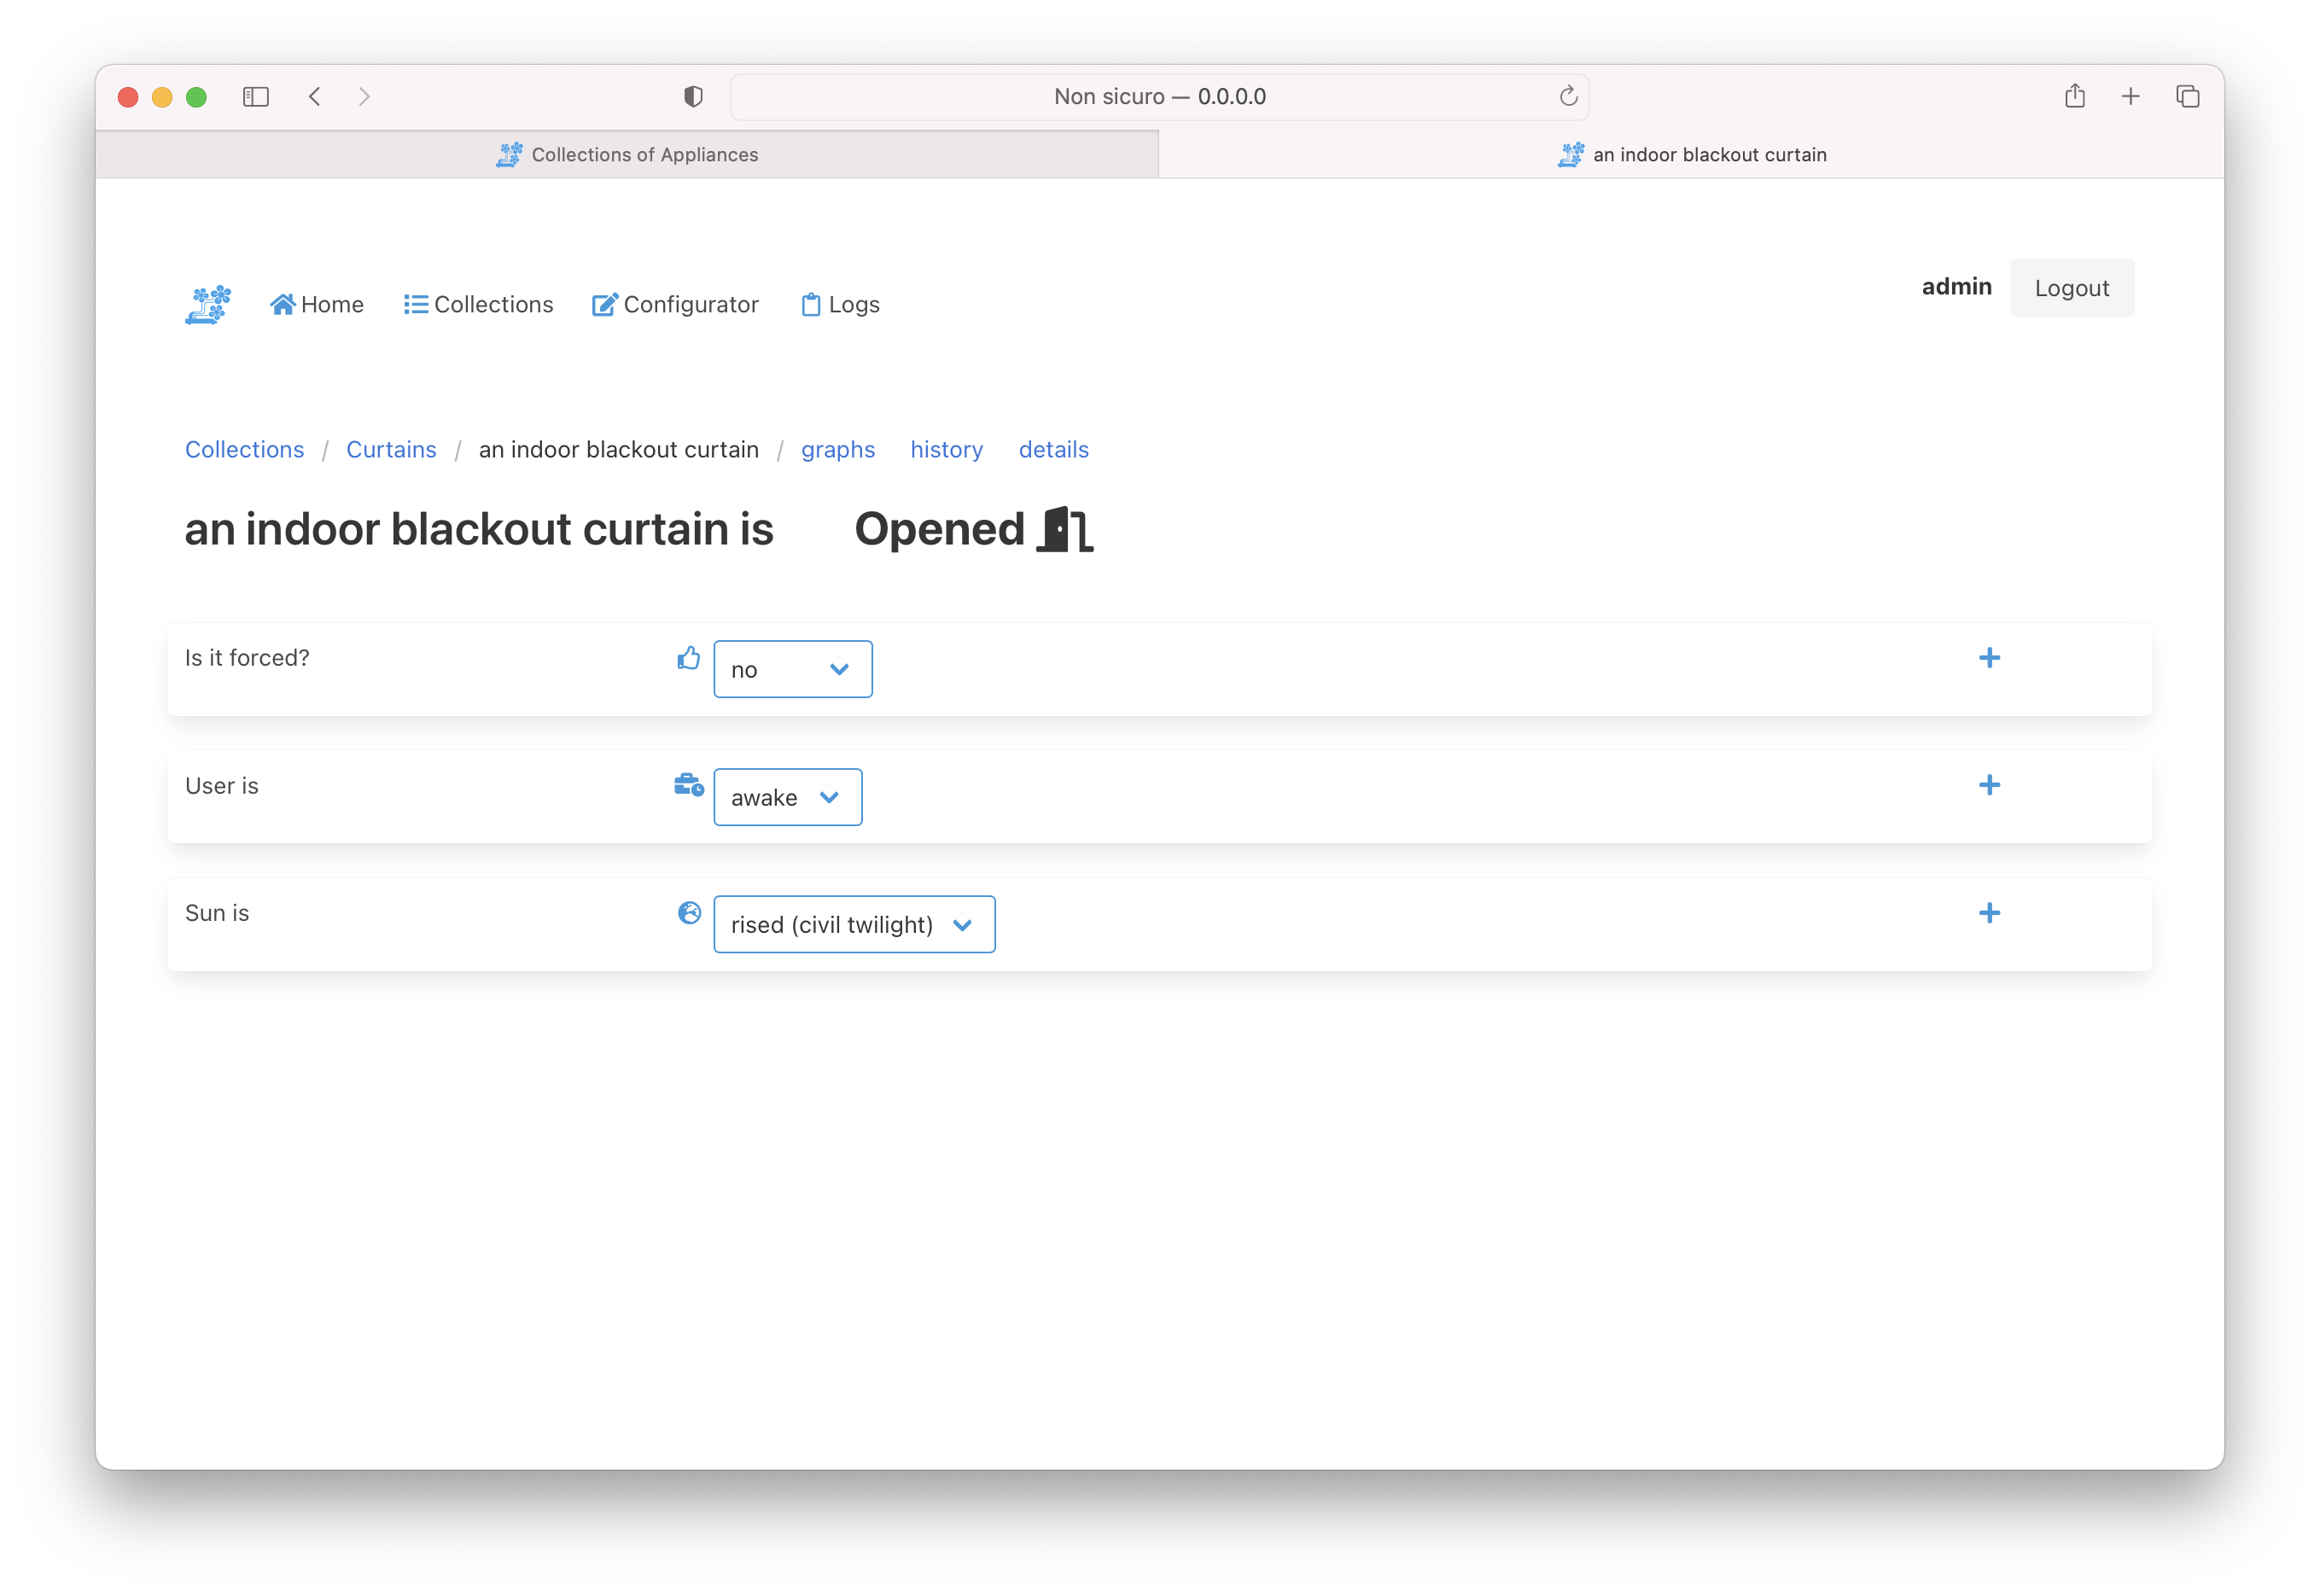 Non sicuro — 0.0.0.0
Collections of Appliances
an indoor blackout curtain
Home Collections Configurator Logs
admin Logout
Collections / Curtains / an indoor blackout curtain / graphs history details
an indoor blackout curtain is Opened
Is it forced? no
User is awake
Sun is rised (civil twilight)